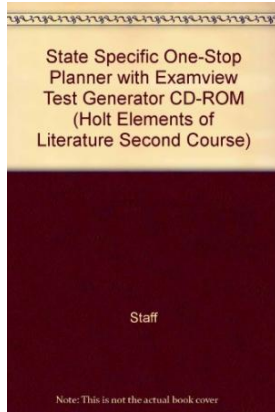 State Specific One-Stop
Planner with Examview
Test Generator CD-ROM
(Holt Elements of
Literature Second Course)
Staff
Note: This is not the actual book cover